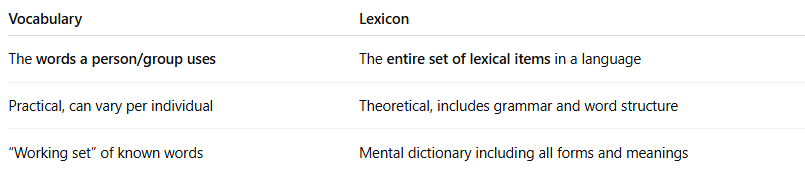 Vocabulary Lexicon
The words a person/group uses The entire set of lexical items in a language
Practical, can vary per individual Theoretical, includes grammar and word structure
“Working set” of known words Mental dictionary including all forms and meanings